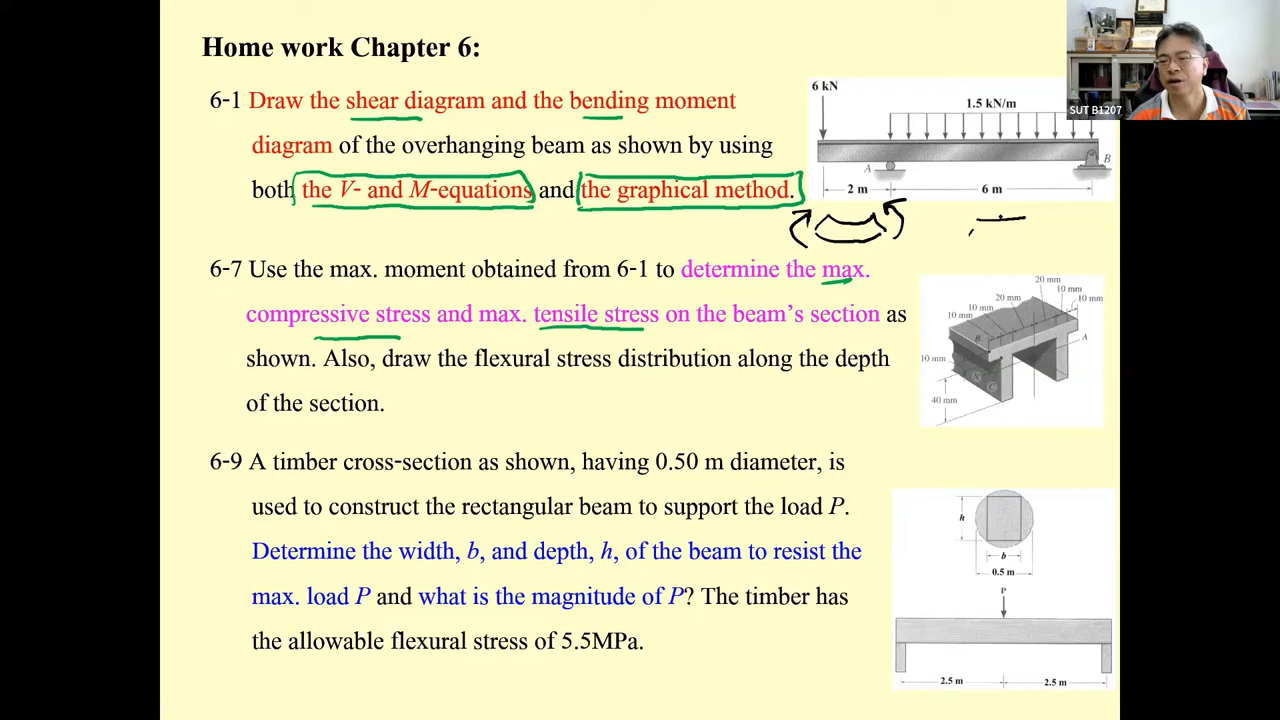 Home work Chapter 6:
6-1 Draw the shear diagram and the bending moment
diagram of the overhanging beam as shown by using
both the V- and M-equations and the graphical method.
6 kN
1.5 kN/m
A
B
2 m
6 m
SUT B1207
6-7 Use the max. moment obtained from 6-1 to determine the max.
compressive stress and max. tensile stress on the beam's section as
shown. Also, draw the flexural stress distribution along the depth
of the section.
20 mm
10 mm
20 mm
10 mm
10 mm
10 mm
B
A
10 mm
N
C
40 mm
6-9 A timber cross-section as shown, having 0.50 m diameter, is
used to construct the rectangular beam to support the load P.
Determine the width, b, and depth, h, of the beam to resist the
max. load P and what is the magnitude of P? The timber has
the allowable flexural stress of 5.5MPa.
h
b
0.5 m
P
2.5 m
2.5 m